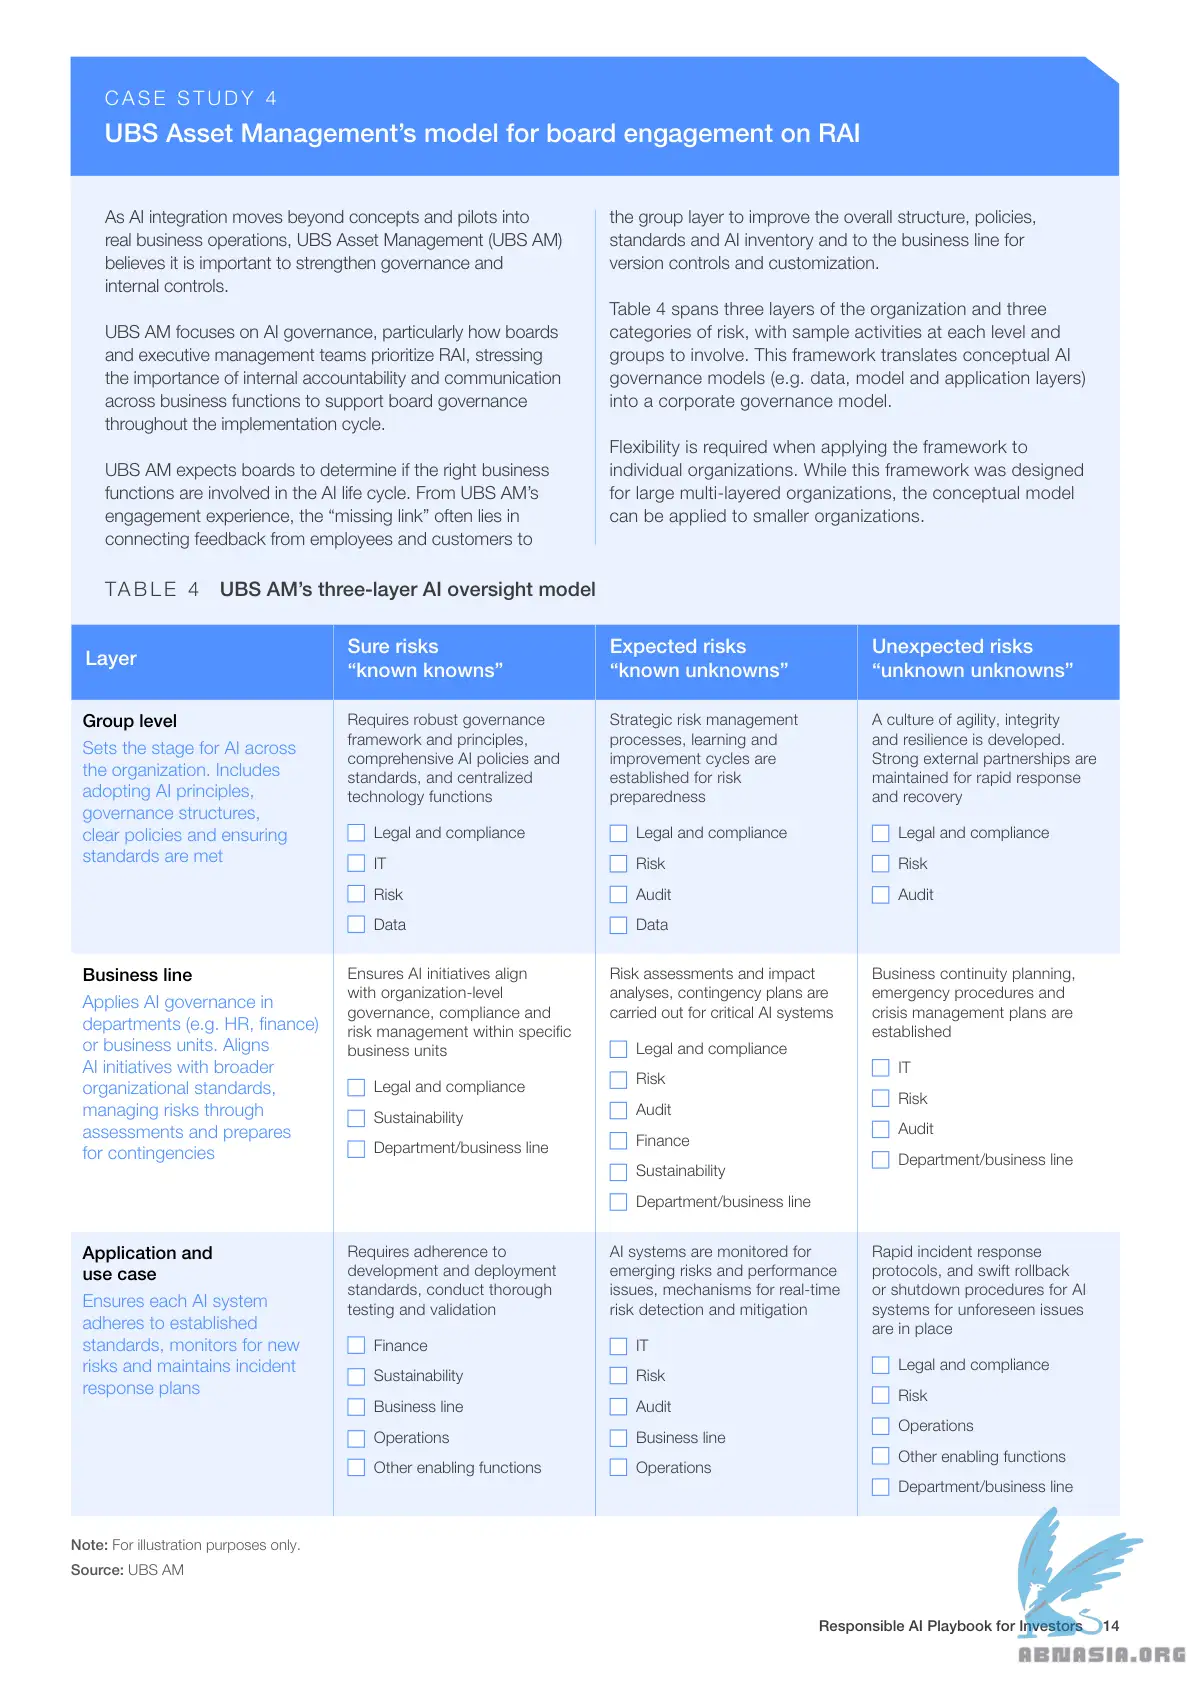 CASE STUDY 4
UBS Asset Management’s model for board engagement on RAI
As AI integration moves beyond concepts and pilots into
real business operations, UBS Asset Management (UBS AM)
believes it is important to strengthen governance and
internal controls.
UBS AM focuses on AI governance, particularly how boards
and executive management teams prioritize RAI, stressing
the importance of internal accountability and communication
across business functions to support board governance
throughout the implementation cycle.
UBS AM expects boards to determine if the right business
functions are involved in the AI life cycle. From UBS AM’s
engagement experience, the “missing link” often lies in
connecting feedback from employees and customers to
the group layer to improve the overall structure, policies,
standards and AI inventory and to the business line for
version controls and customization.
Table 4 spans three layers of the organization and three
categories of risk, with sample activities at each level and
groups to involve. This framework translates conceptual AI
governance models (e.g. data, model and application layers)
into a corporate governance model.
Flexibility is required when applying the framework to
individual organizations. While this framework was designed
for large multi-layered organizations, the conceptual model
can be applied to smaller organizations.
TABLE 4 UBS AM’s three-layer AI oversight model
Layer
Sure risks
“known knowns”
Expected risks
“known unknowns”
Unexpected risks
“unknown unknowns”
Group level
Sets the stage for AI across
the organization. Includes
adopting AI principles,
governance structures,
clear policies and ensuring
standards are met
Requires robust governance
framework and principles,
comprehensive AI policies and
standards, and centralized
technology functions
Legal and compliance
IT
Risk
Data
Strategic risk management
processes, learning and
improvement cycles are
established for risk
preparedness
Legal and compliance
Risk
Audit
Data
A culture of agility, integrity
and resilience is developed.
Strong external partnerships are
maintained for rapid response
and recovery
Legal and compliance
Risk
Audit
Business line
Applies AI governance in
departments (e.g. HR, finance)
or business units. Aligns
AI initiatives with broader
organizational standards,
managing risks through
assessments and prepares
for contingencies
Ensures AI initiatives align
with organization-level
governance, compliance and
risk management within specific
business units
Legal and compliance
Sustainability
Department/business line
Risk assessments and impact
analyses, contingency plans are
carried out for critical AI systems
Legal and compliance
Risk
Audit
Finance
Sustainability
Department/business line
Business continuity planning,
emergency procedures and
crisis management plans are
established
IT
Risk
Audit
Department/business line
Application and
use case
Ensures each AI system
adheres to established
standards, monitors for new
risks and maintains incident
response plans
Requires adherence to
development and deployment
standards, conduct thorough
testing and validation
Finance
Sustainability
Business line
Operations
Other enabling functions
AI systems are monitored for
emerging risks and performance
issues, mechanisms for real-time
risk detection and mitigation
IT
Risk
Audit
Business line
Operations
Rapid incident response
protocols, and swift rollback
or shutdown procedures for AI
systems for unforeseen issues
are in place
Legal and compliance
Risk
Operations
Other enabling functions
Department/business line
Note: For illustration purposes only.
Source: UBS AM
Responsible AI Playbook for Investors 14
ABNASIA.ORG